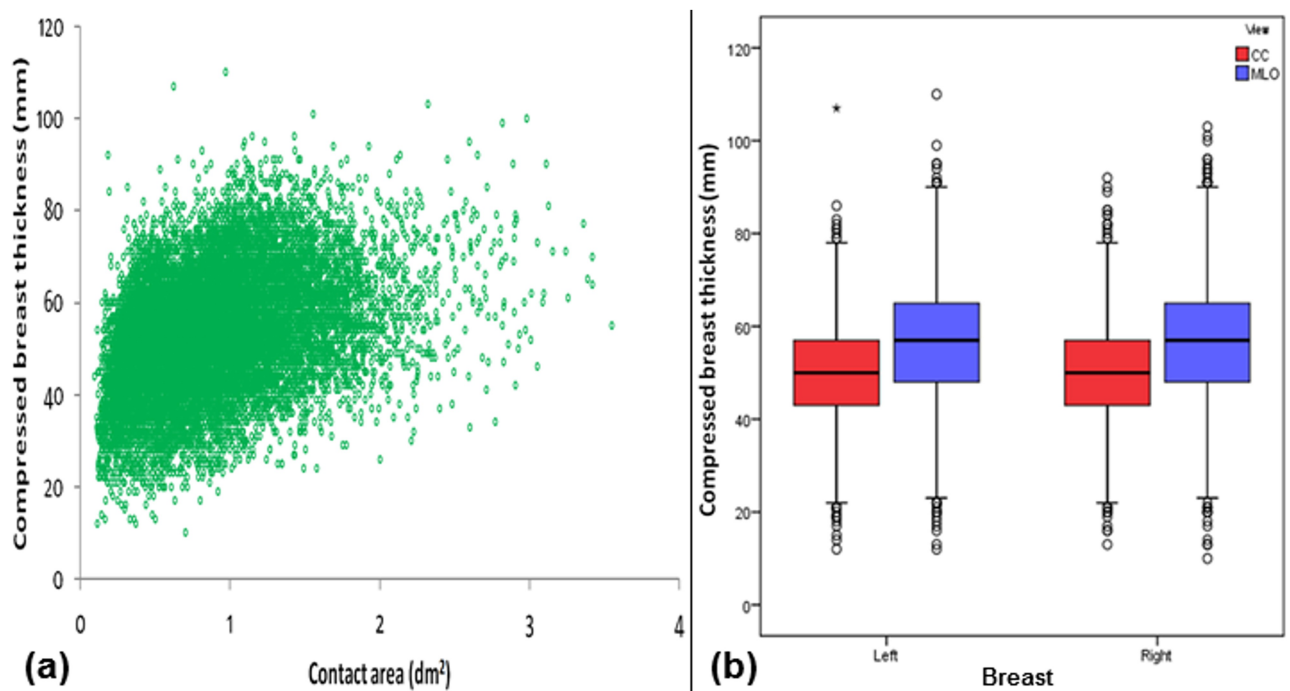 Compressed breast thickness (mm)
120
100
80
60
40
20
0
0 1 2 3 4
Contact area (dm²)
(a)
View
CC
MLO
Compressed breast thickness (mm)
120
100
80
60
40
20
0
Left Right
Breast
(b)